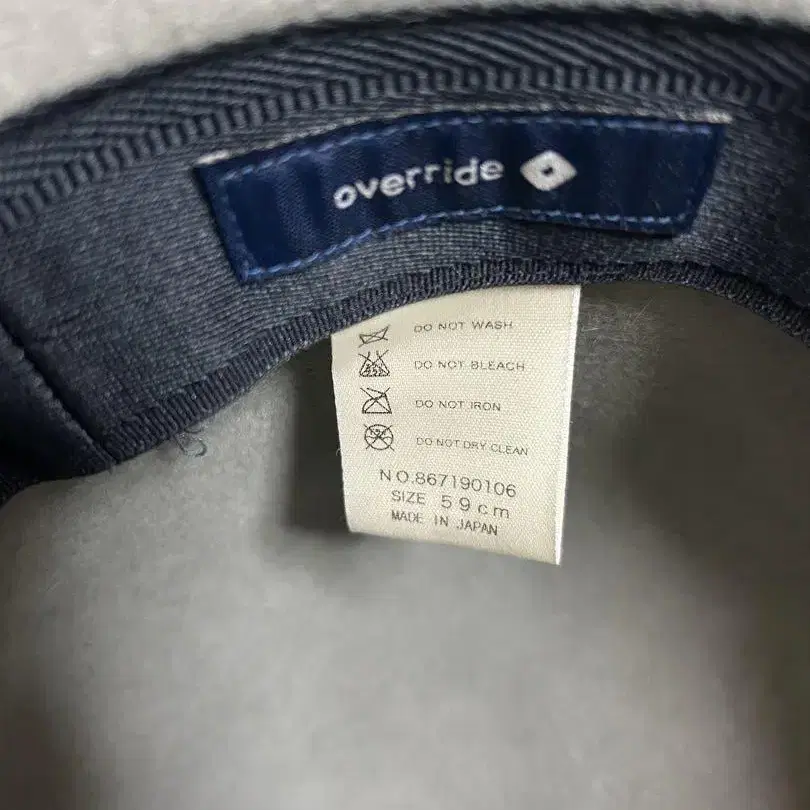 override
DO NOT WASH
DO NOT BLEACH
DO NOT IRON
DO NOT DRY CLEAN
NO.867190106
SIZE 59cm
MADE IN JAPAN